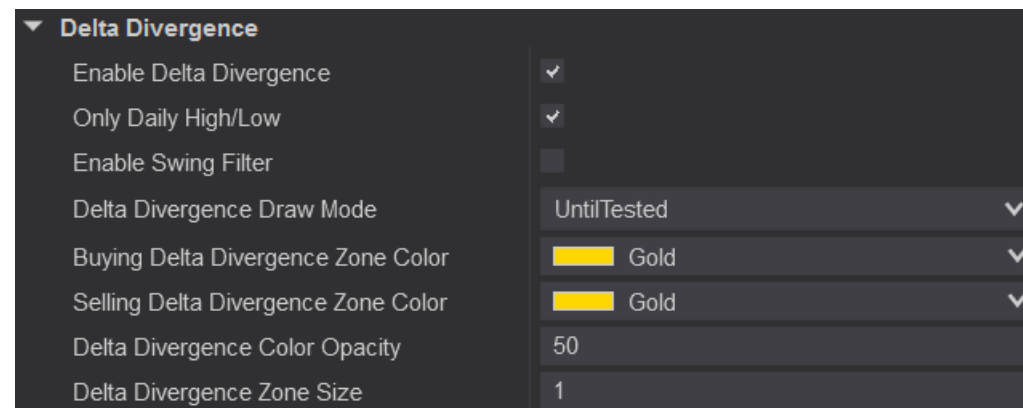 Delta Divergence
Enable Delta Divergence
Only Daily High/Low
Enable Swing Filter
Delta Divergence Draw Mode UntilTested
Buying Delta Divergence Zone Color Gold
Selling Delta Divergence Zone Color Gold
Delta Divergence Color Opacity 50
Delta Divergence Zone Size 1